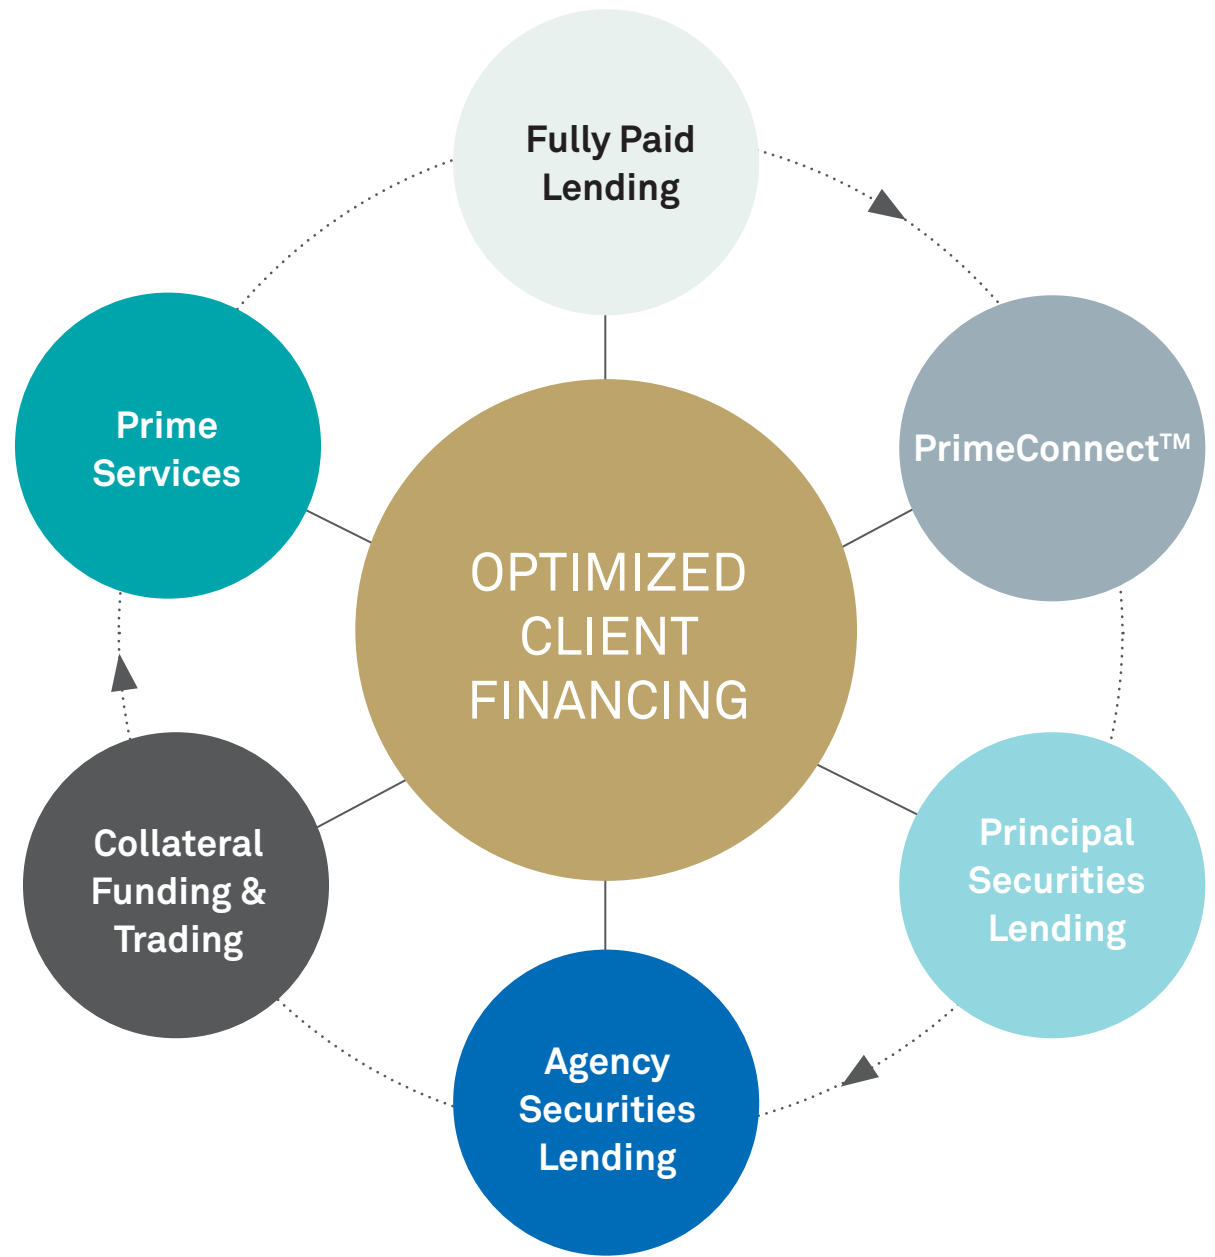 Fully Paid
Lending
PrimeConnect™
Principal
Securities
Lending
Agency
Securities
Lending
Collateral
Funding &
Trading
Prime
Services
OPTIMIZED
CLIENT
FINANCING